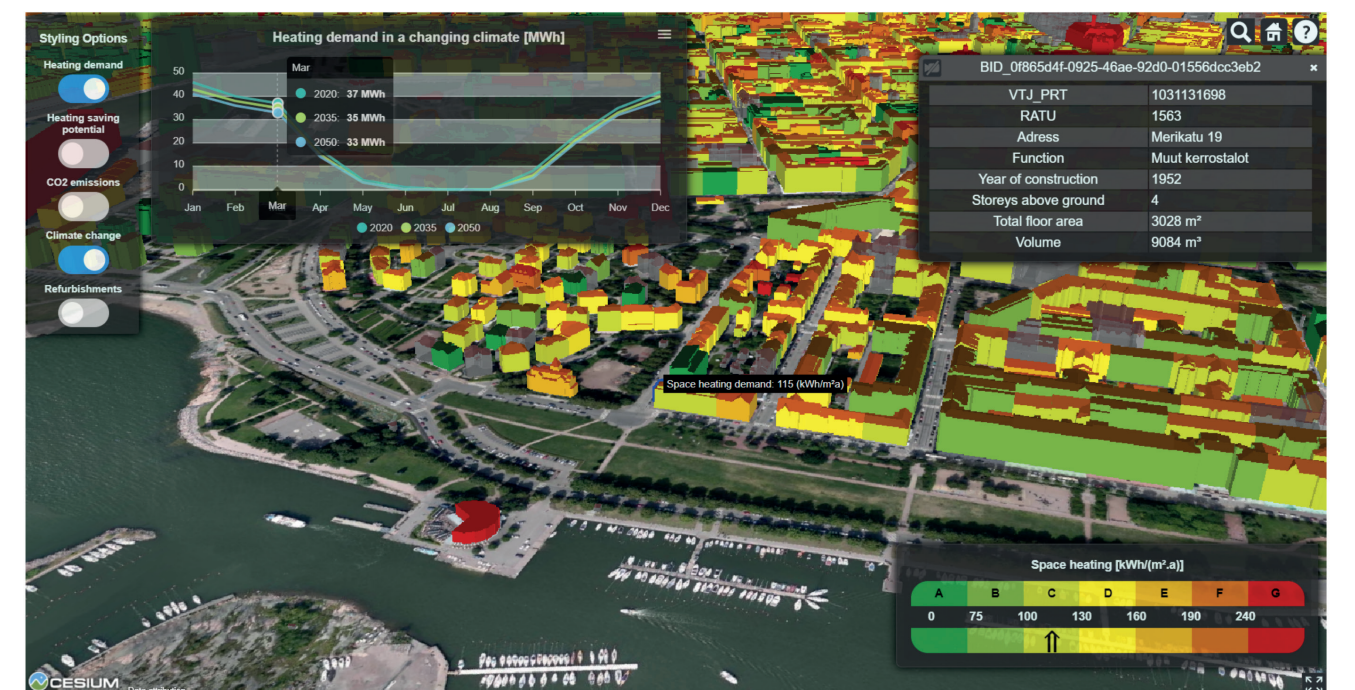 Styling Options
Heating demand
Heating saving
potential
CO2 emissions
Climate change
Refurbishments
Heating demand in a changing climate [MWh]
50
40
30
20
10
0
Mar
2020: 37 MWh
2035: 35 MWh
2050: 33 MWh
Jan Feb Mar Apr May Jun Jul Aug Sep Oct Nov Dec
2020 2035 2050
?
BID_0f865d4f-0925-46ae-92d0-01556dcc3eb2 ×
VTJ_PRT 1031131698
RATU 1563
Adress Merikatu 19
Function Muut kerrostalot
Year of construction 1952
Storeys above ground 4
Total floor area 3028 m²
Volume 9084 m³
Space heating demand: 115 (kWh/m²a)
Space heating [kWh/(m².a)]
A B C D E F G
0 75 100 130 160 190 240
CESIUM
Data attribution